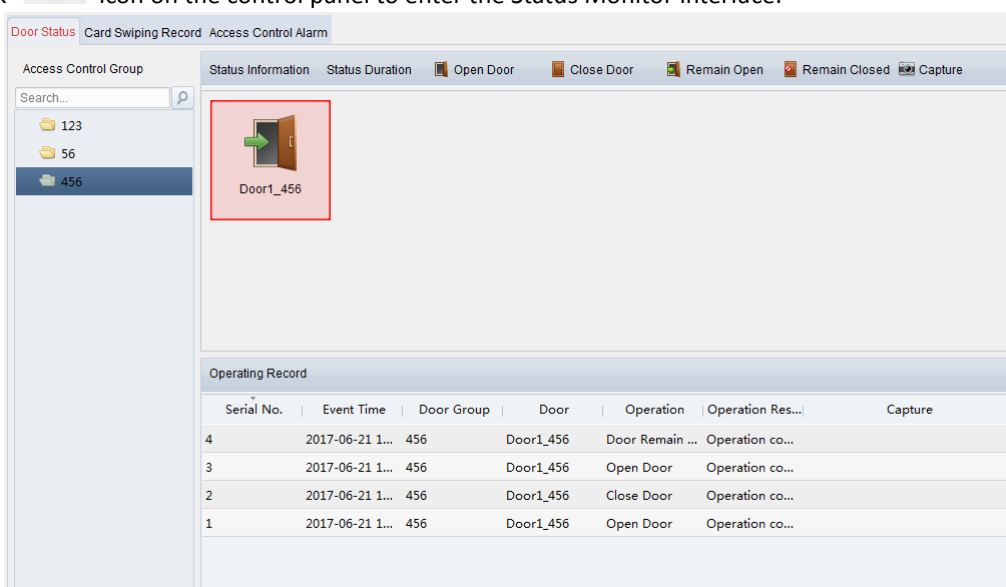 icon on the control panel to enter the Status Monitor interface.
Door Status Card Swiping Record Access Control Alarm
Access Control Group
Status Information Status Duration Open Door Close Door Remain Open Remain Closed Capture
Search...
123
56
456
Door1_456
Operating Record
Serial No. Event Time Door Group Door Operation Operation Res... Capture
4 2017-06-21 1... 456 Door1_456 Door Remain ... Operation co...
3 2017-06-21 1... 456 Door1_456 Open Door Operation co...
2 2017-06-21 1... 456 Door1_456 Close Door Operation co...
1 2017-06-21 1... 456 Door1_456 Open Door Operation co...